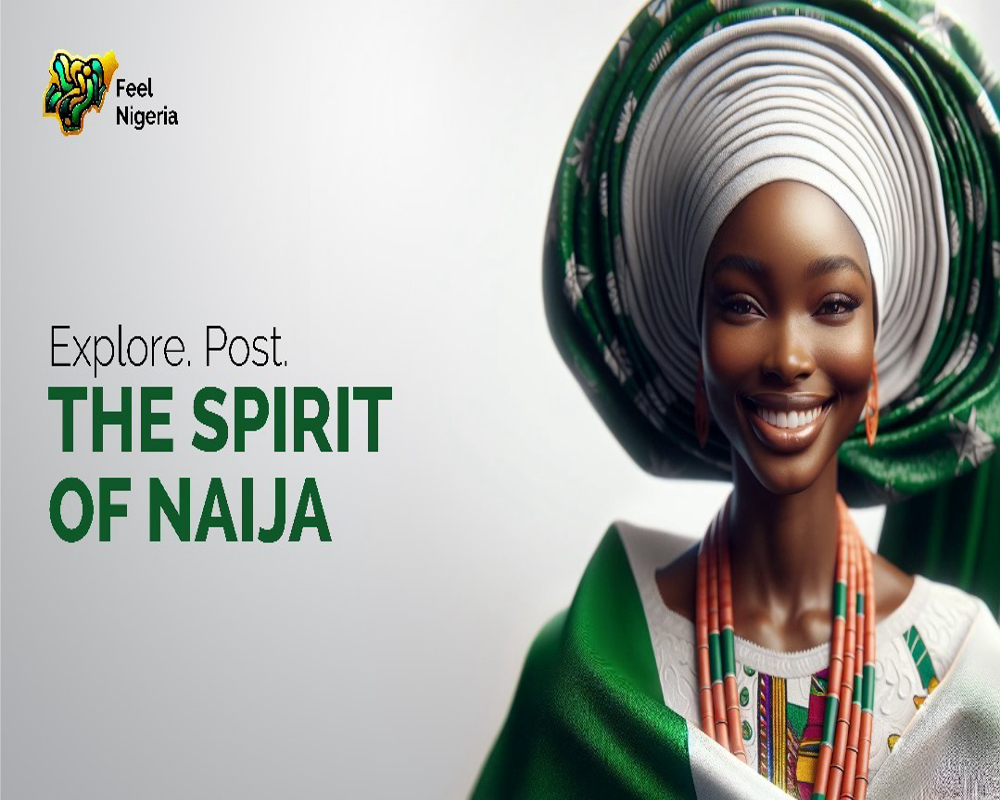 Feel
Nigeria
Explore. Post.
THE SPIRIT
OF NAIJA